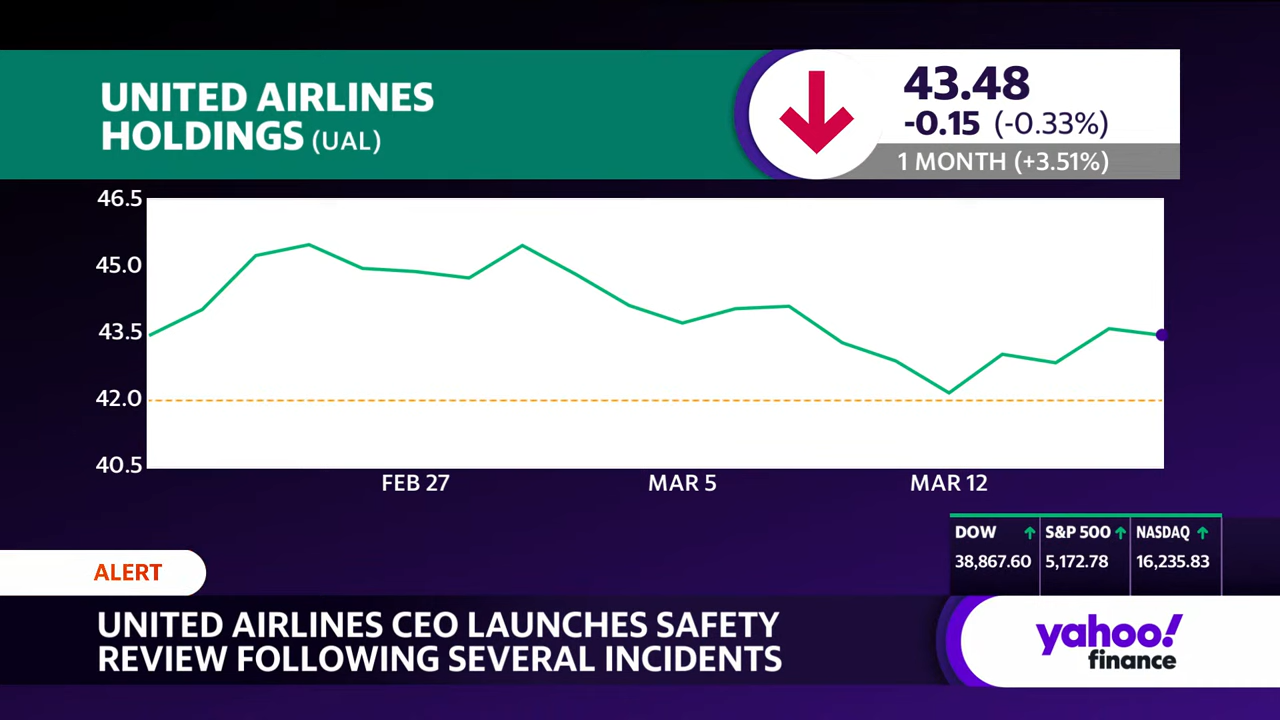 UNITED AIRLINES
HOLDINGS (UAL)
43.48
-0.15 (-0.33%)
1 MONTH (+3.51%)
46.5
45.0
43.5
42.0
40.5
FEB 27
MAR 5
MAR 12
DOW
S&P 500
NASDAQ
38,867.60
5,172.78
16,235.83
ALERT
UNITED AIRLINES CEO LAUNCHES SAFETY
REVIEW FOLLOWING SEVERAL INCIDENTS
yahoo!
finance